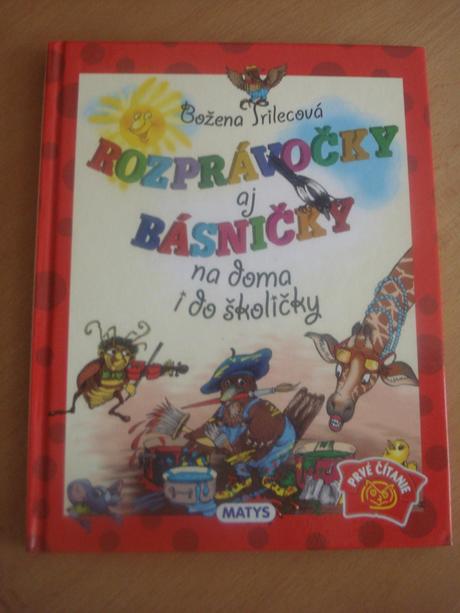 Božena Trilecová
ROZPRÁVOČKY
aj
BÁSNIČKY
na doma
i do školičky
PRVÉ ČÍTANIE
MATYS